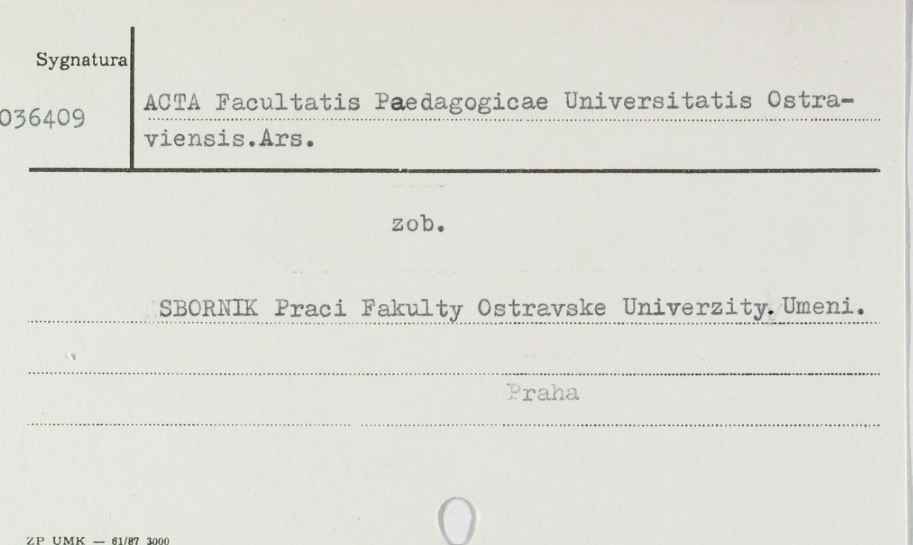 Sygnatura
036409
ACTA Facultatis Paedagogicae Universitatis Ostra-
viensis.Ars.
zob.
SBORNIK Praci Fakulty Ostravske Univerzity. Umeni.
Praha
ZP UMK — 61/87 3000